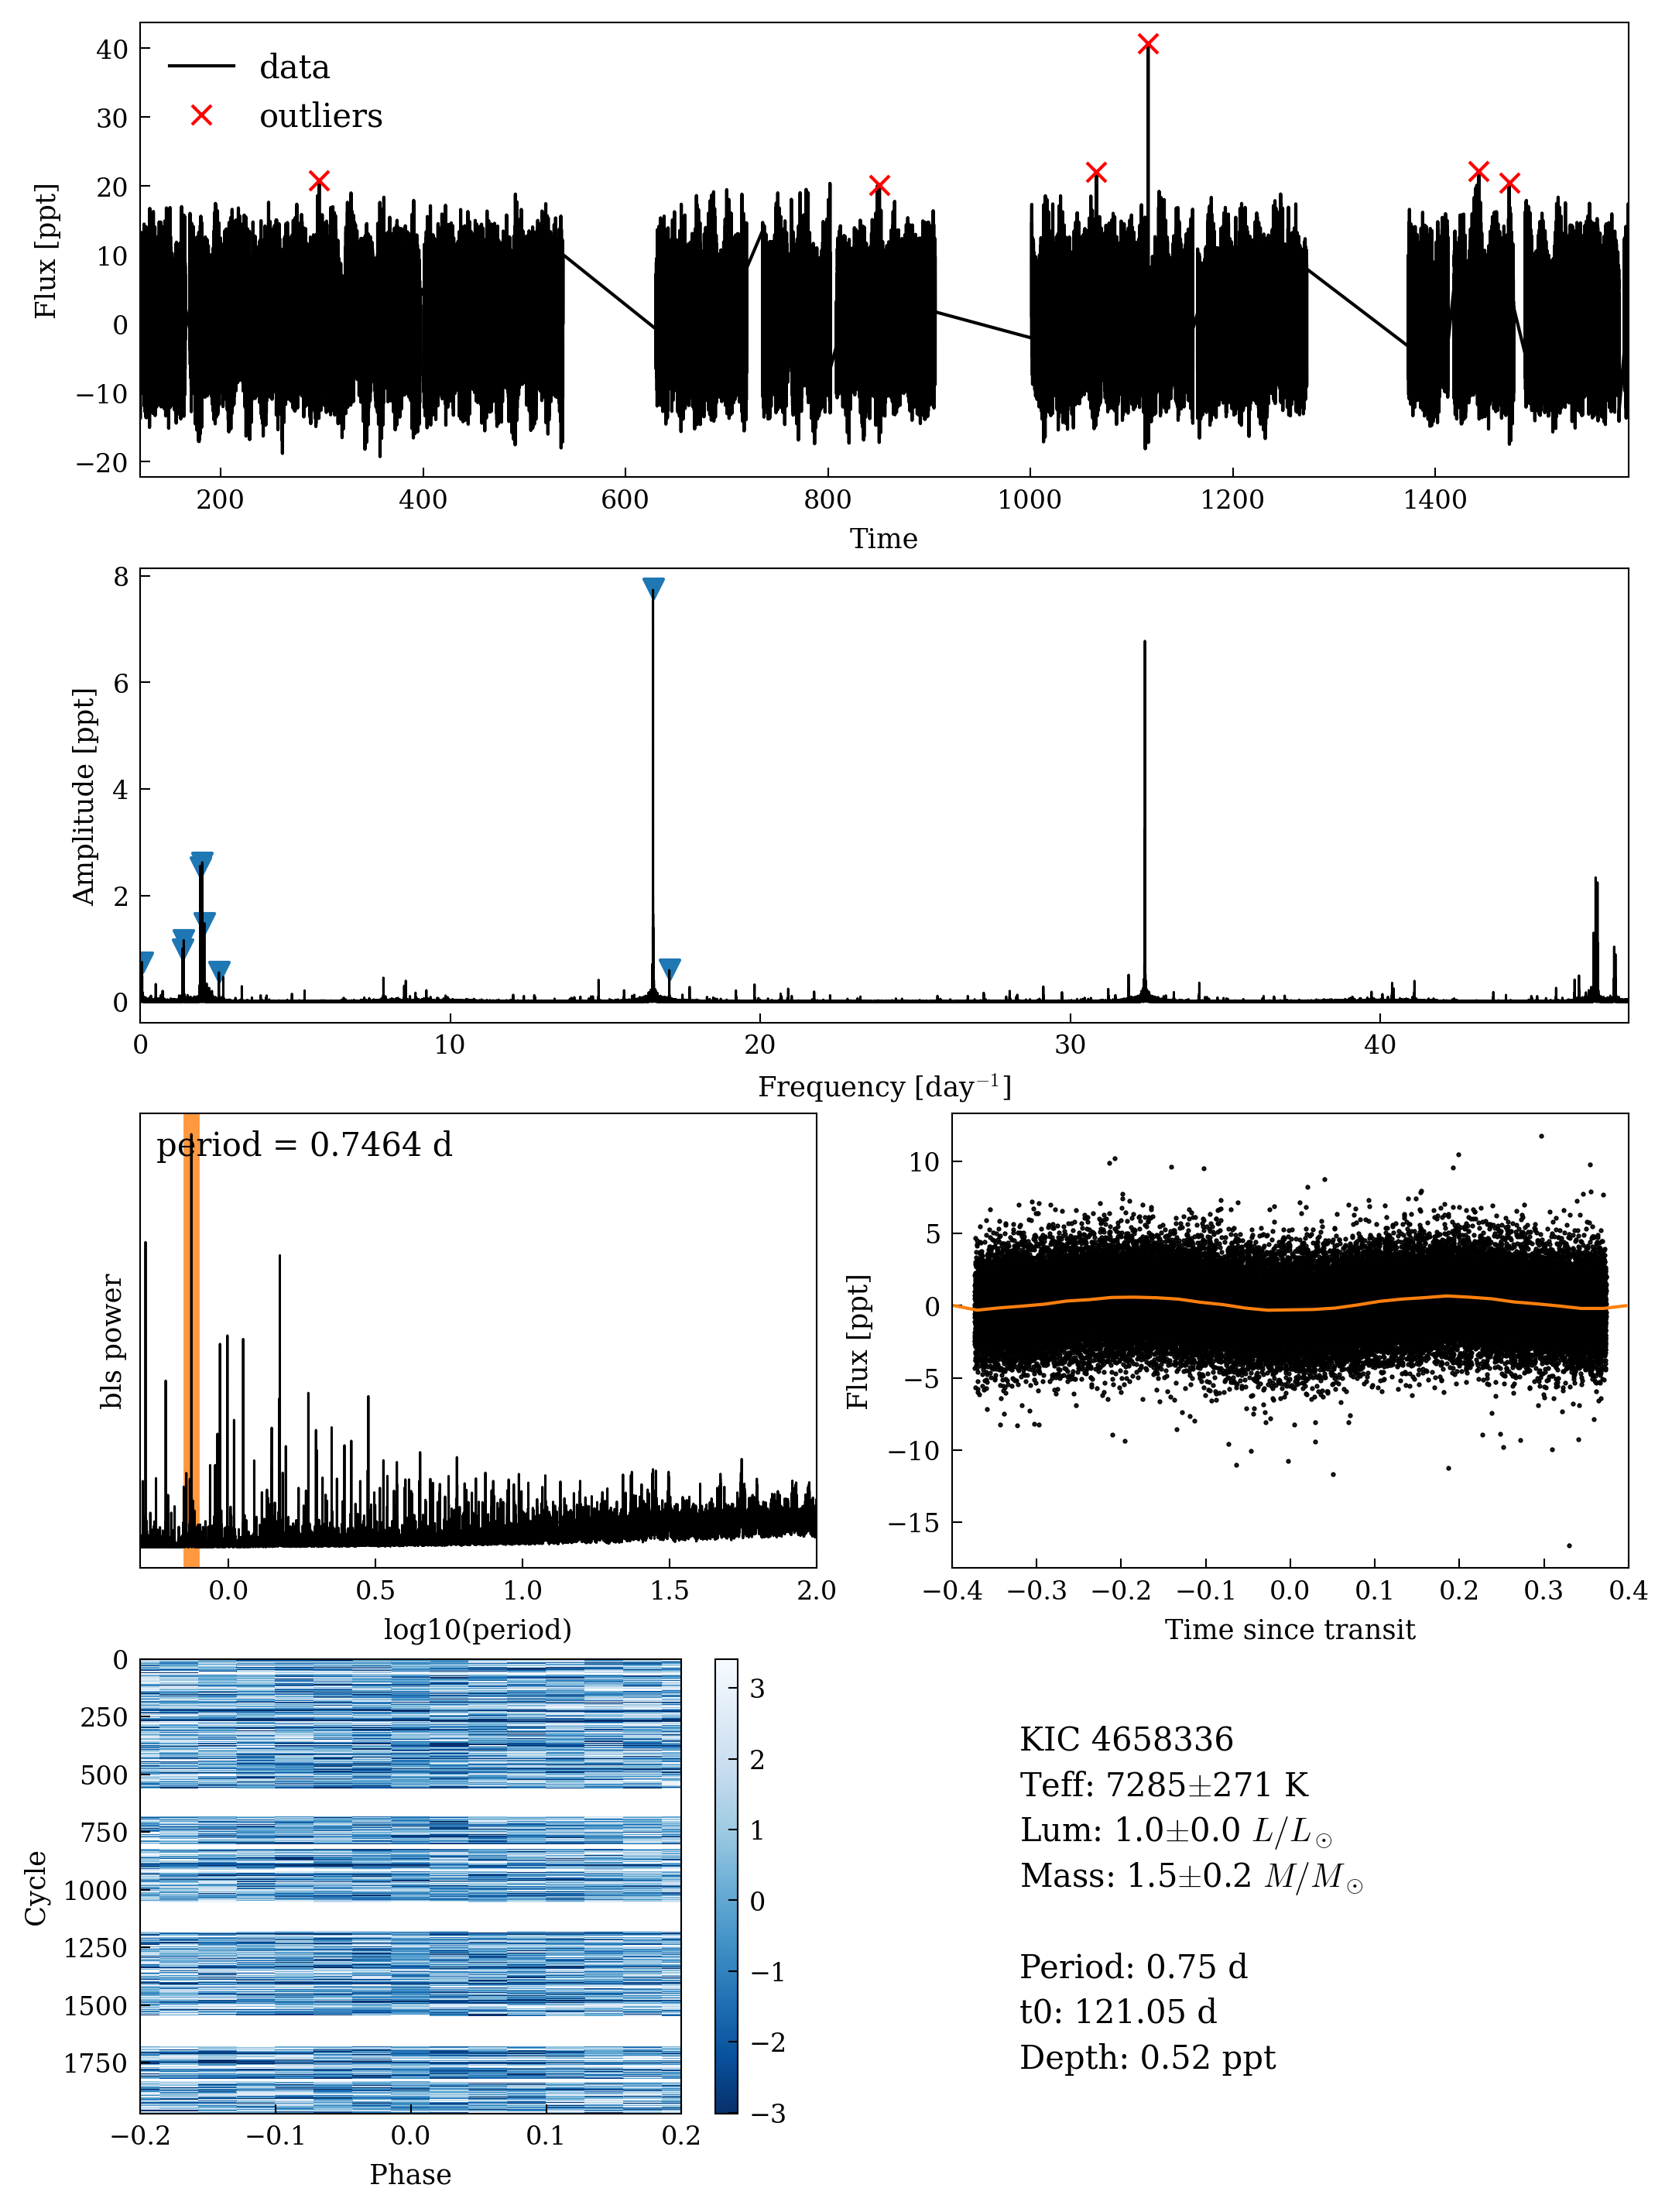 40
30
20
10
0
−10
−20
Flux [ppt]
data
outliers
200 400 600 800 1000 1200 1400
Time
8
6
4
2
0
Amplitude [ppt]
0 10 20 30 40
Frequency [day⁻¹]
bls power
period = 0.7464 d
0.0 0.5 1.0 1.5 2.0
log10(period)
10
5
0
−5
−10
−15
Flux [ppt]
−0.4 −0.3 −0.2 −0.1 0.0 0.1 0.2 0.3 0.4
Time since transit
0
250
500
750
1000
1250
1500
1750
Cycle
−0.2 −0.1 0.0 0.1 0.2
Phase
3
2
1
0
−1
−2
−3
KIC 4658336
Teff: 7285±271 K
Lum: 1.0±0.0 L/L⊙
Mass: 1.5±0.2 M/M⊙
Period: 0.75 d
t0: 121.05 d
Depth: 0.52 ppt